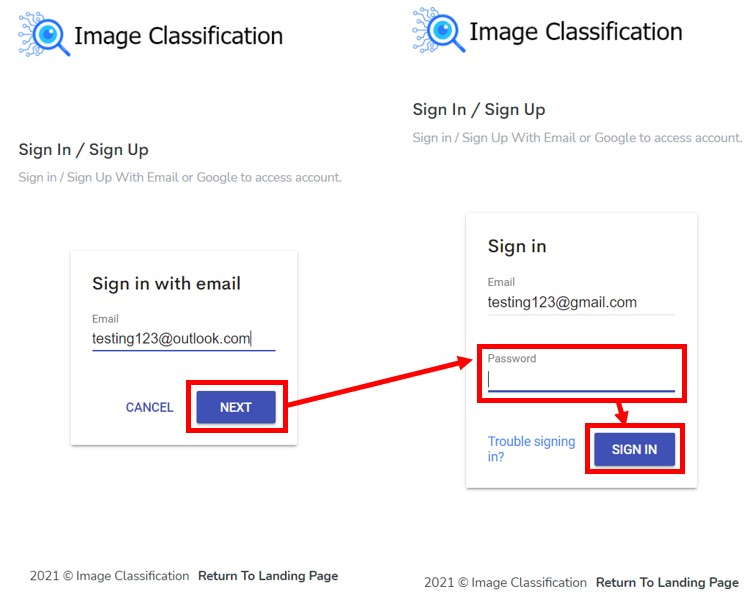 Image Classification
Sign In / Sign Up
Sign in / Sign Up With Email or Google to access account.
Sign in with email
Email
testing123@outlook.com
CANCEL
NEXT
2021 © Image Classification Return To Landing Page
Image Classification
Sign In / Sign Up
Sign in / Sign Up With Email or Google to access account.
Sign in
Email
testing123@gmail.com
Password
Trouble signing
in?
SIGN IN
2021 © Image Classification Return To Landing Page